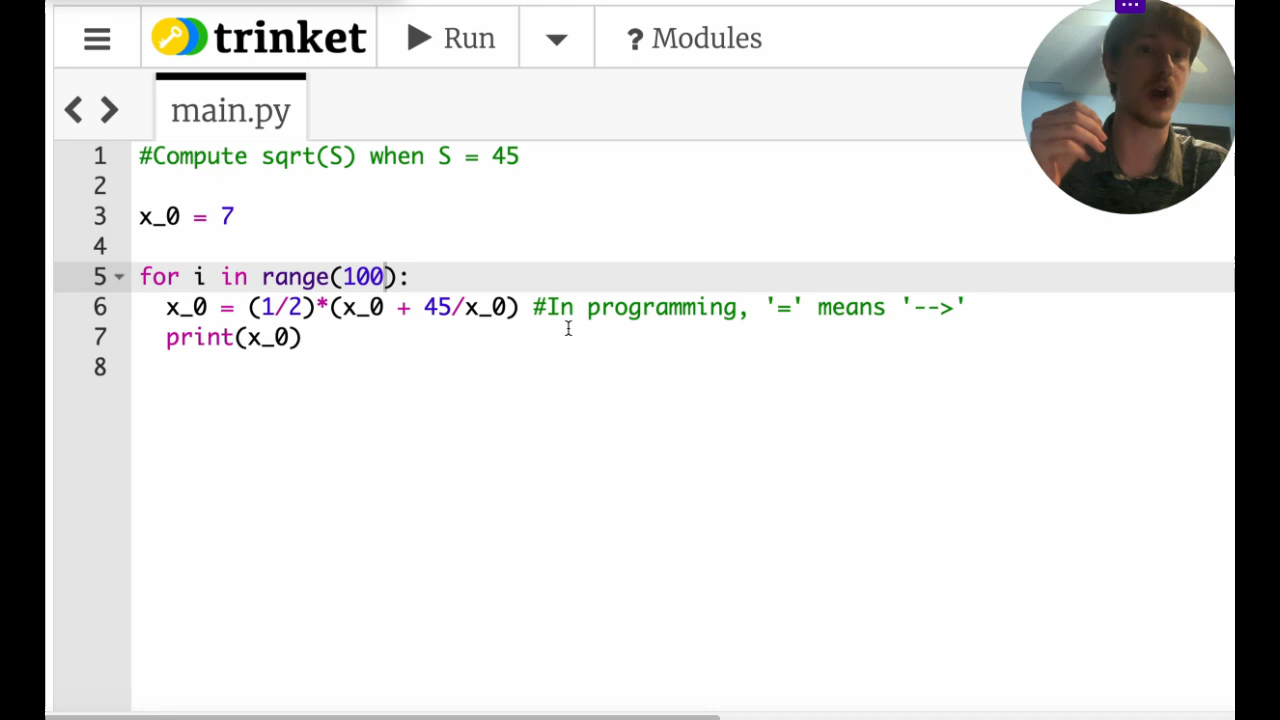 trinket Run ? Modules
main.py
1 #Compute sqrt(S) when S = 45
2
3 x_0 = 7
4
5 for i in range(100):
6 x_0 = (1/2)*(x_0 + 45/x_0) #In programming, '=' means '-->'
7 print(x_0)
8